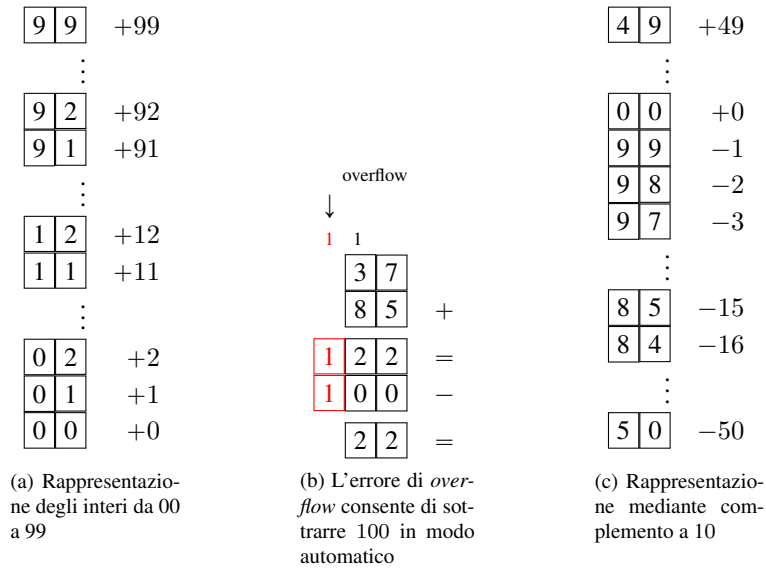 9 9 +99
⋮
9 2 +92
9 1 +91
⋮
1 2 +12
1 1 +11
⋮
0 2 +2
0 1 +1
0 0 +0
(a) Rappresentazio-
ne degli interi da 00
a 99
overflow
↓
1 1
3 7
8 5 +
1 2 2 =
1 0 0 −
2 2 =
(b) L'errore di over-
flow consente di sot-
trarre 100 in modo
automatico
4 9 +49
⋮
0 0 +0
9 9 −1
9 8 −2
9 7 −3
⋮
8 5 −15
8 4 −16
⋮
5 0 −50
(c) Rappresentazio-
ne mediante com-
plemento a 10